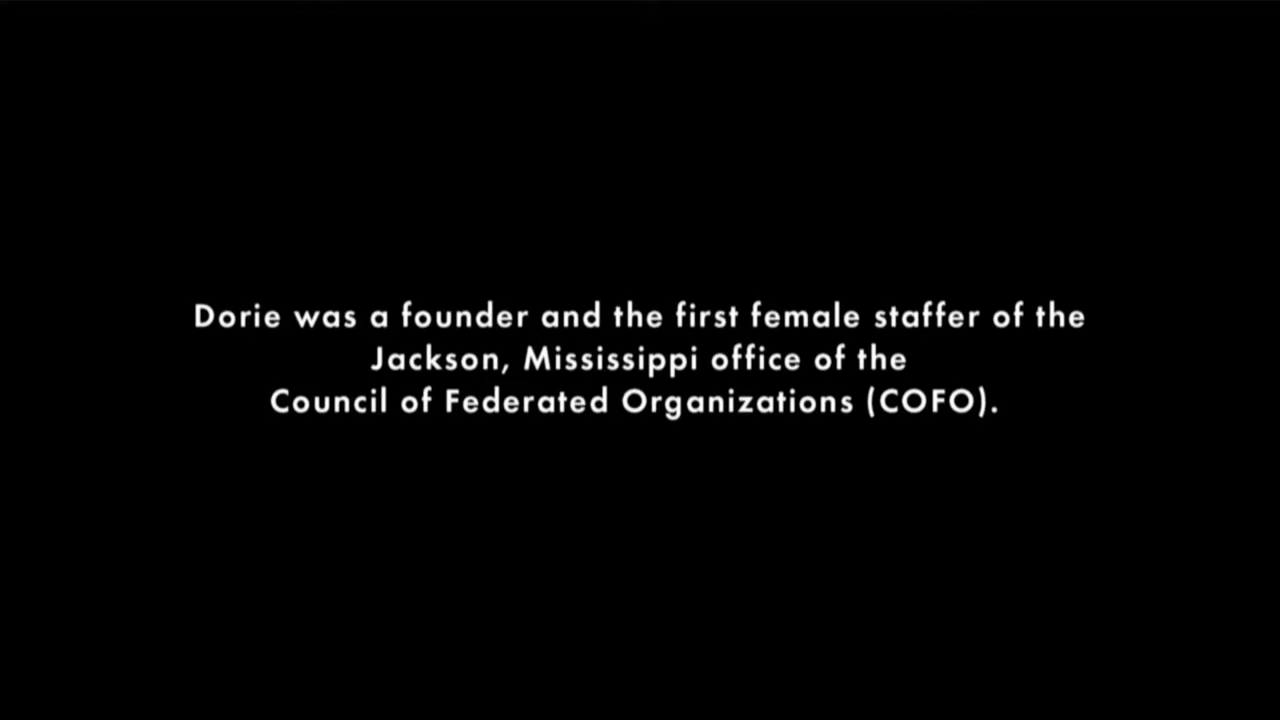 Dorie was a founder and the first female staffer of the
Jackson, Mississippi office of the
Council of Federated Organizations (COFO).